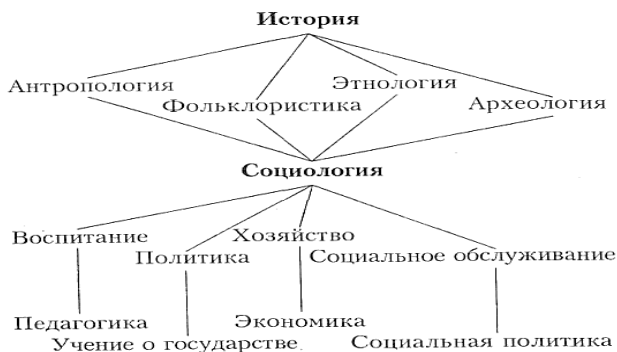 История
Антропология
Этнология
Фольклористика
Археология
Социология
Воспитание
Хозяйство
Политика
Социальное обслуживание
Педагогика
Экономика
Учение о государстве.
Социальная политика